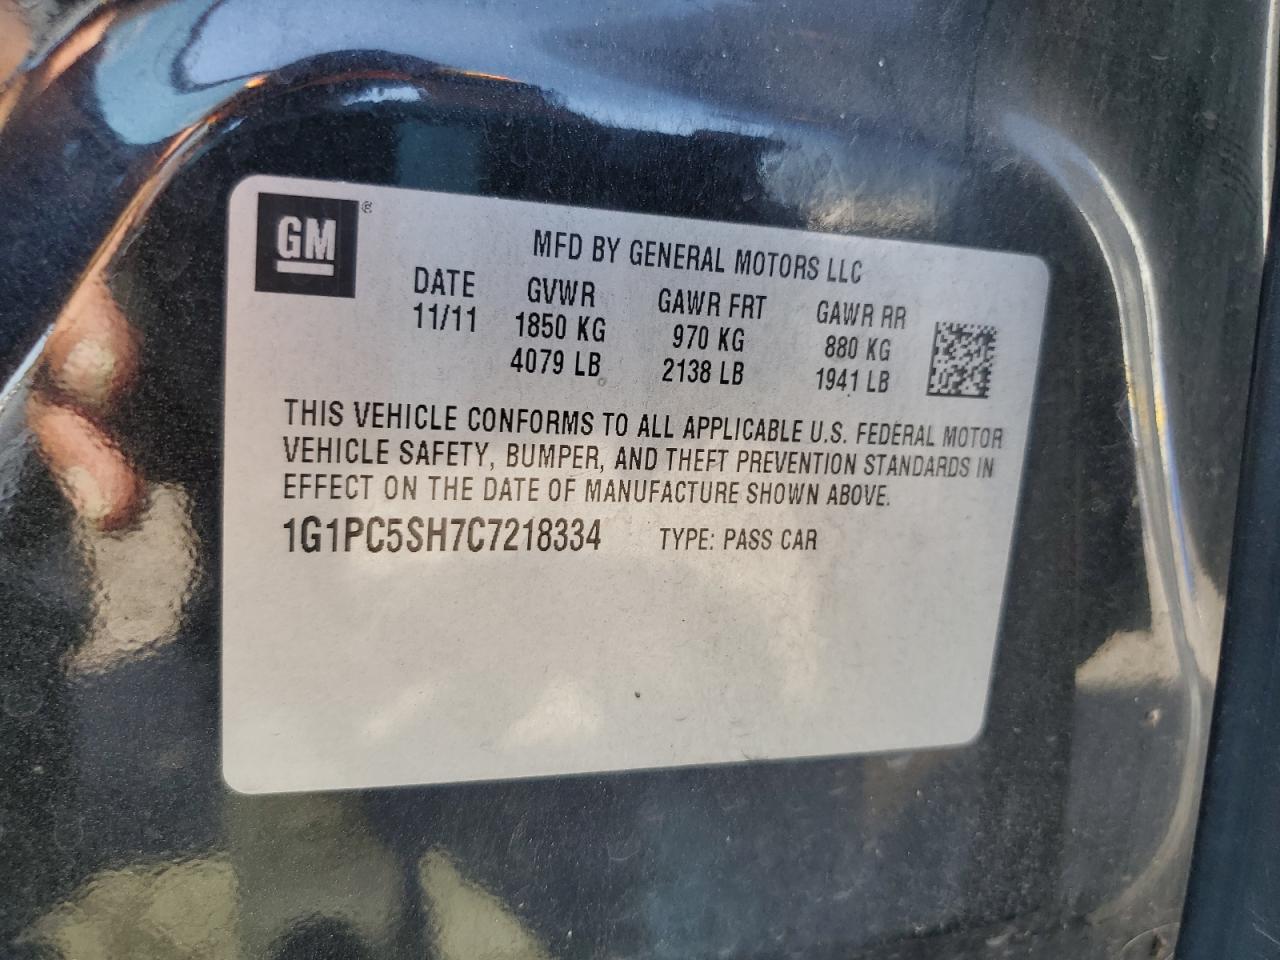 GM ©
MFD BY GENERAL MOTORS LLC
DATE GVWR GAWR FRT GAWR RR
11/11 1850 KG 970 KG 880 KG
4079 LB 2138 LB 1941 LB
THIS VEHICLE CONFORMS TO ALL APPLICABLE U.S. FEDERAL MOTOR
VEHICLE SAFETY, BUMPER, AND THEFT PREVENTION STANDARDS IN
EFFECT ON THE DATE OF MANUFACTURE SHOWN ABOVE.
1G1PC5SH7C7218334 TYPE: PASS CAR